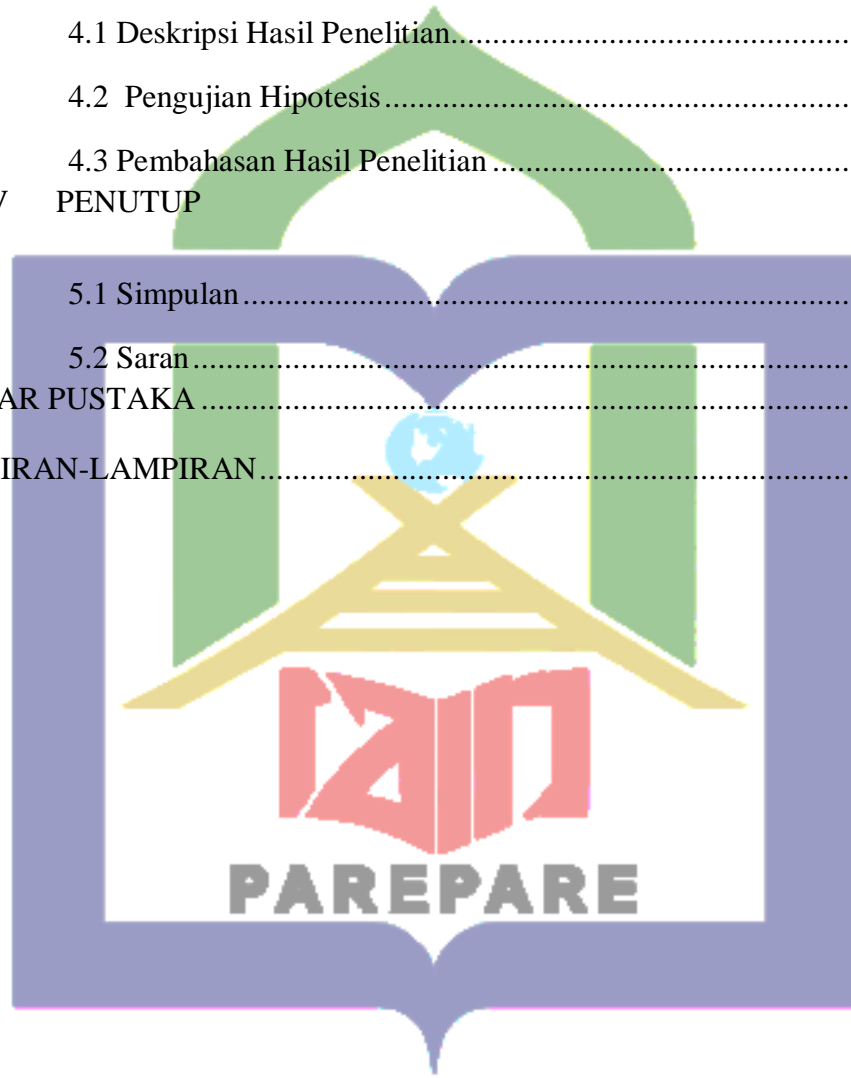 4.1 Deskripsi Hasil Penelitian......................................................
4.2 Pengujian Hipotesis................................................................
4.3 Pembahasan Hasil Penelitian...................................................
PENUTUP
5.1 Simpulan................................................................................
5.2 Saran......................................................................................
AR PUSTAKA................................................................................
IRAN-LAMPIRAN.........................................................................
iain
PAREPARE